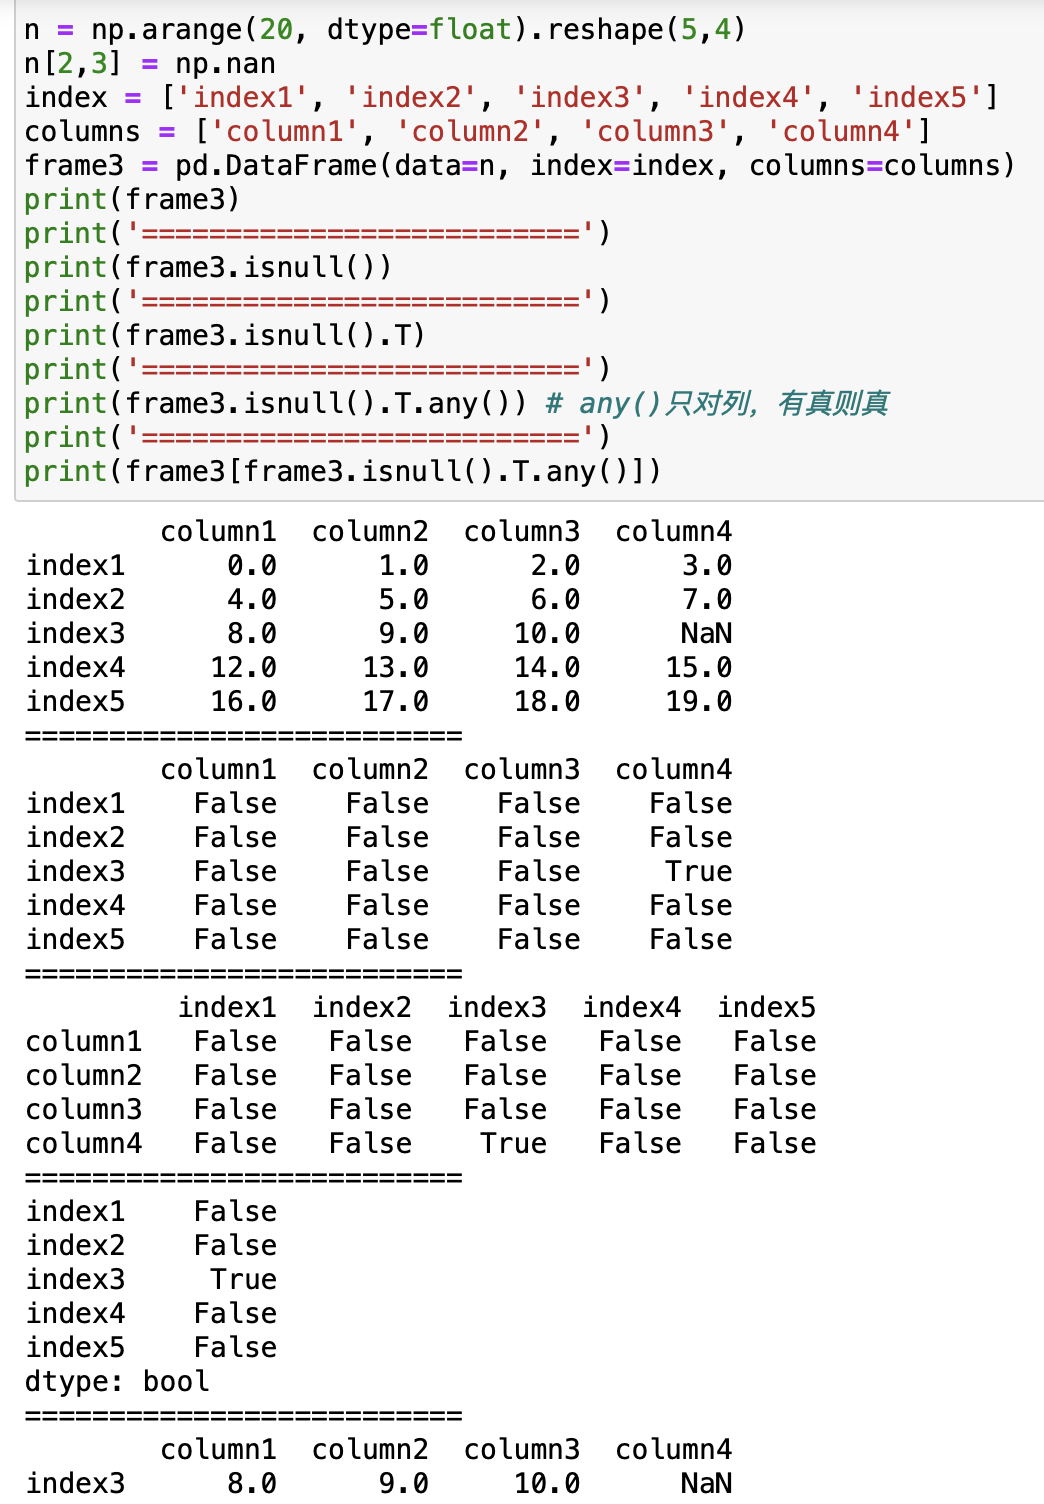 n = np.arange(20, dtype=float).reshape(5,4)
n[2,3] = np.nan
index = ['index1', 'index2', 'index3', 'index4', 'index5']
columns = ['column1', 'column2', 'column3', 'column4']
frame3 = pd.DataFrame(data=n, index=index, columns=columns)
print(frame3)
print('==========================')
print(frame3.isnull())
print('==========================')
print(frame3.isnull().T)
print('==========================')
print(frame3.isnull().T.any()) # any()只对列，有真则真
print('==========================')
print(frame3[frame3.isnull().T.any()])
        column1  column2  column3  column4
index1      0.0      1.0      2.0      3.0
index2      4.0      5.0      6.0      7.0
index3      8.0      9.0     10.0      NaN
index4     12.0     13.0     14.0     15.0
index5     16.0     17.0     18.0     19.0
==========================
        column1  column2  column3  column4
index1    False    False    False    False
index2    False    False    False    False
index3    False    False    False     True
index4    False    False    False    False
index5    False    False    False    False
==========================
         index1  index2  index3  index4  index5
column1   False   False   False   False   False
column2   False   False   False   False   False
column3   False   False   False   False   False
column4   False   False    True   False   False
==========================
index1    False
index2    False
index3     True
index4    False
index5    False
dtype: bool
==========================
        column1  column2  column3  column4
index3      8.0      9.0     10.0      NaN